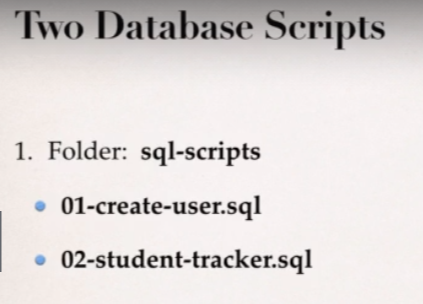 Two Database Scripts
1. Folder: sql-scripts
• 01-create-user.sql
• 02-student-tracker.sql